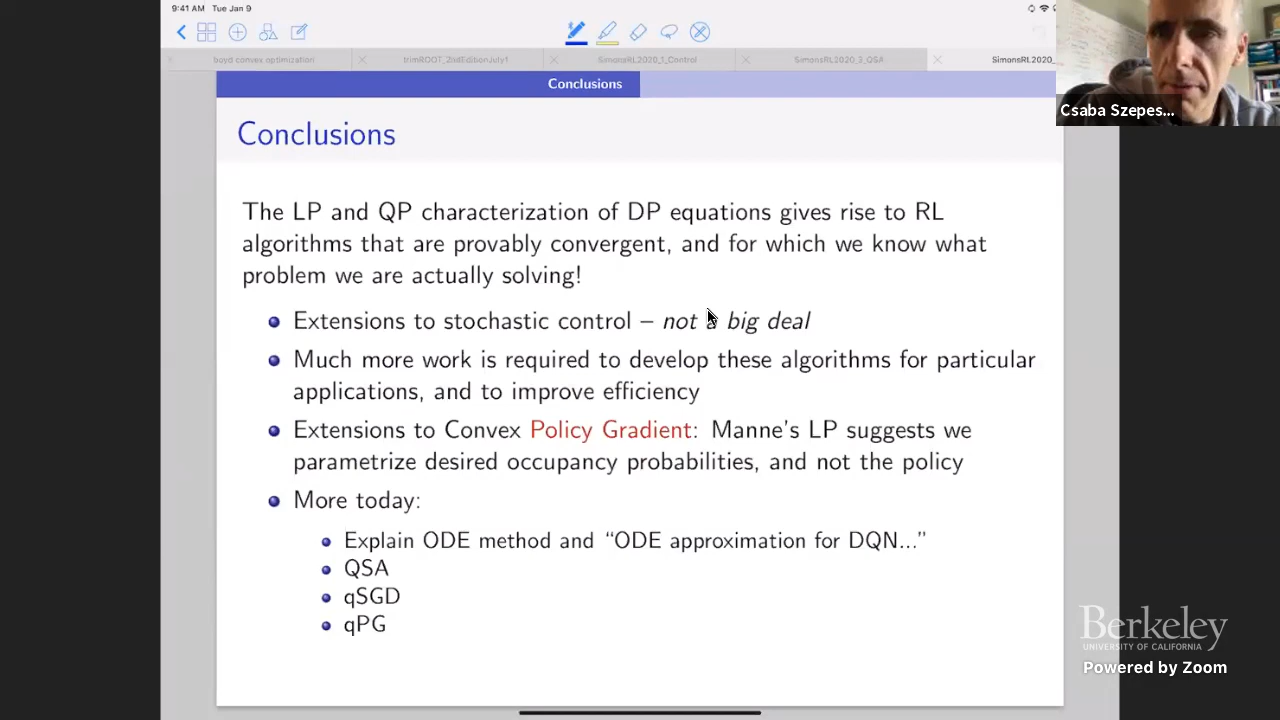 9:41 AM Tue Jan 9
boyd convex optimization
trimROOT_2ndEditionJuly1
SimonsRL2020_1_Control
SimonsRL2020_3_QSA
SimonsRL2020_
Conclusions
Csaba Szepes...
Conclusions
The LP and QP characterization of DP equations gives rise to RL
algorithms that are provably convergent, and for which we know what
problem we are actually solving!
Extensions to stochastic control – not a big deal
Much more work is required to develop these algorithms for particular
applications, and to improve efficiency
Extensions to Convex Policy Gradient: Manne's LP suggests we
parametrize desired occupancy probabilities, and not the policy
More today:
Explain ODE method and “ODE approximation for DQN...”
QSA
qSGD
qPG
Berkeley
UNIVERSITY OF CALIFORNIA
Powered by Zoom